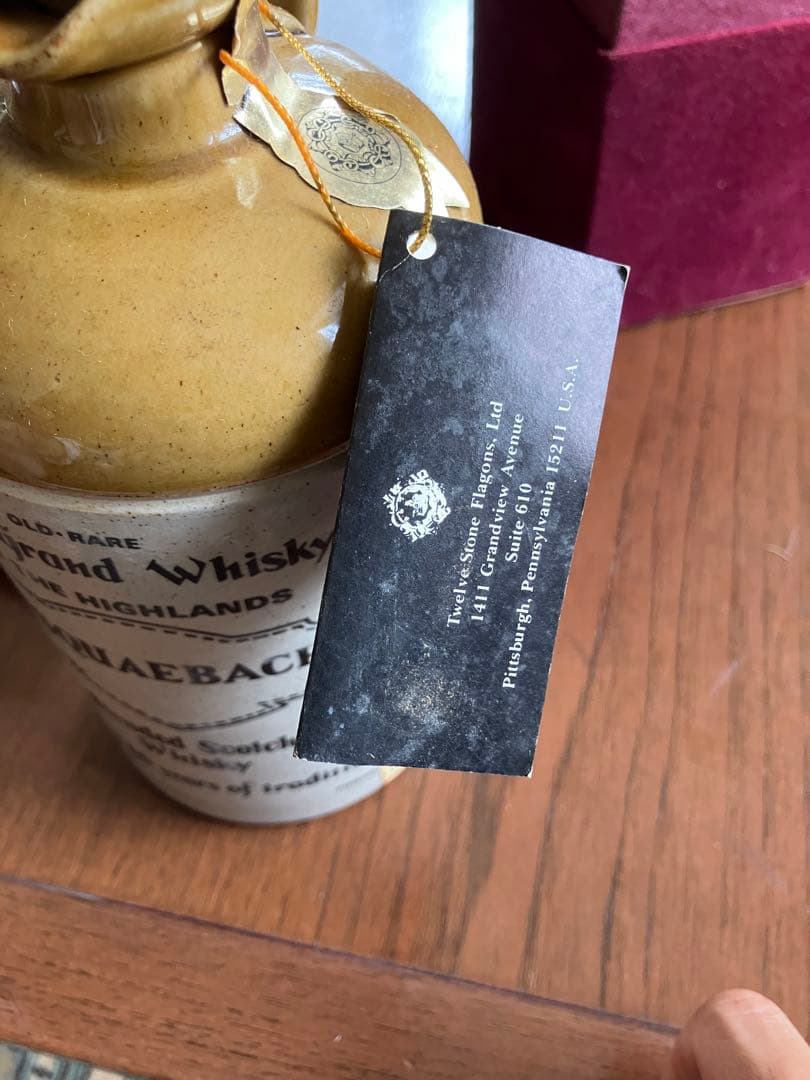 OLD·RARE
Grand Whisky
THE HIGHLANDS
Scotch
Whisky
years of
Twelve Stone Flagons, Ltd
1411 Grandview Avenue
Suite 610
Pittsburgh, Pennsylvania 15211 U.S.A.